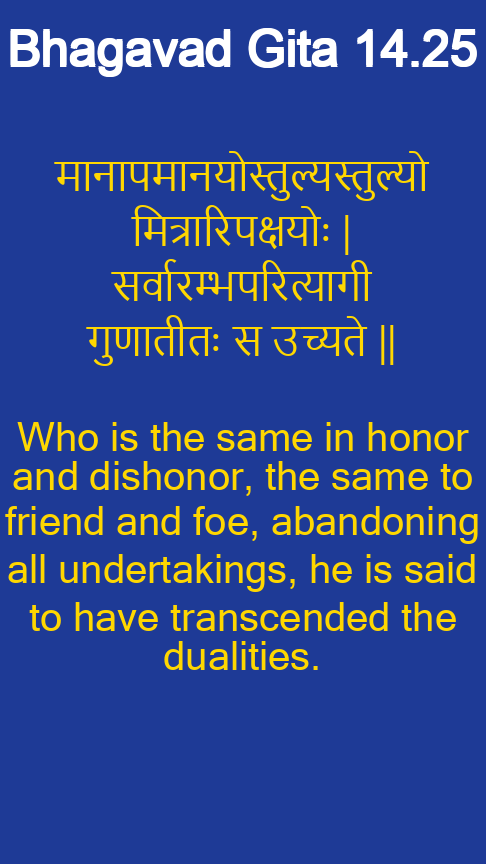 Bhagavad Gita 14.25
मानापमानयोस्तुल्यस्तुल्यो
मित्रारिपक्षयोः |
सर्वारम्भपरित्यागी
गुणातीतः स उच्यते ||
Who is the same in honor
and dishonor, the same to
friend and foe, abandoning
all undertakings, he is said
to have transcended the
dualities.